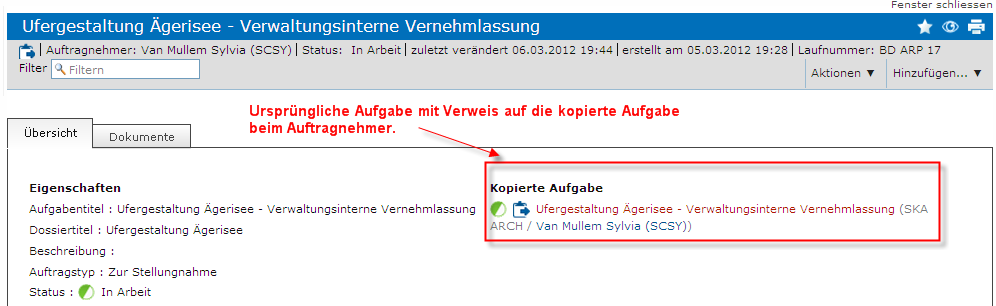 Fenster schliessen
Ufergestaltung Ägerisee - Verwaltungsinterne Vernehmlassung
Auftragnehmer: Van Mullem Sylvia (SCSY) | Status: In Arbeit | zuletzt verändert 06.03.2012 19:44 | erstellt am 05.03.2012 19:28 | Laufnummer: BD ARP 17
Filter Filtern
Aktionen ▼ Hinzufügen... ▼
Ursprüngliche Aufgabe mit Verweis auf die kopierte Aufgabe
beim Auftragnehmer.
Übersicht Dokumente
Eigenschaften
Aufgabentitel : Ufergestaltung Ägerisee - Verwaltungsinterne Vernehmlassung
Dossiertitel : Ufergestaltung Ägerisee
Beschreibung :
Auftragstyp : Zur Stellungnahme
Status : In Arbeit
Kopierte Aufgabe
Ufergestaltung Ägerisee - Verwaltungsinterne Vernehmlassung (SKA
ARCH / Van Mullem Sylvia (SCSY))